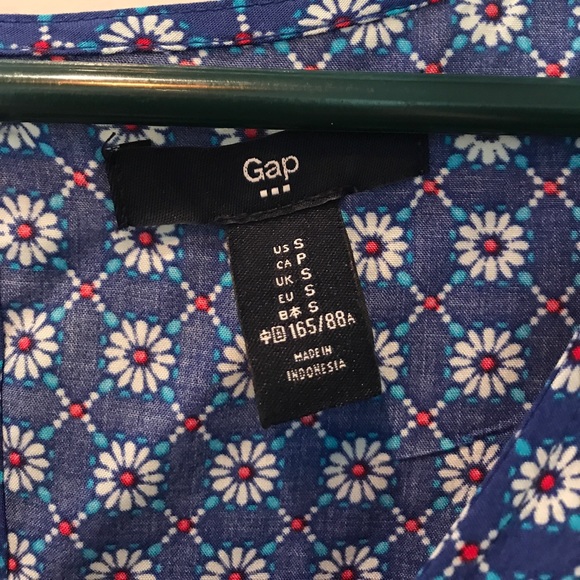 Gap
US S
CA P
UK S
EU S
日本 S
中国 165/88A
MADE IN
INDONESIA